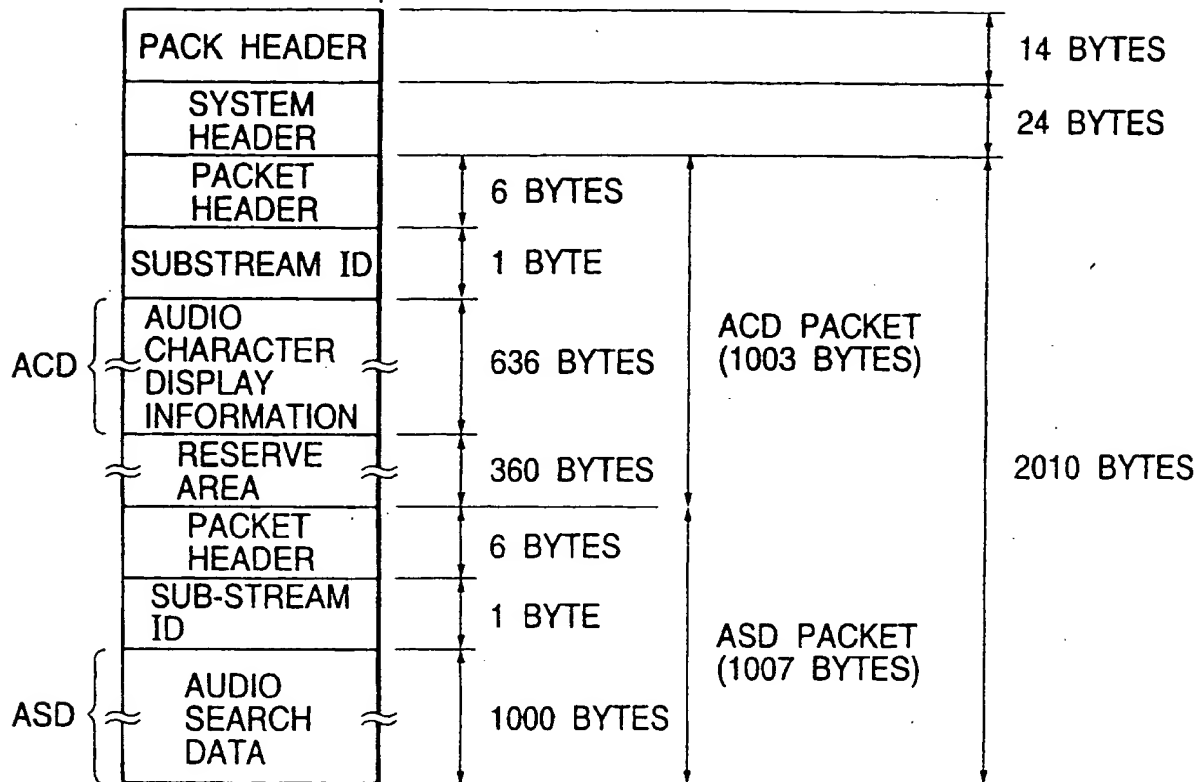 PACK HEADER
14 BYTES
SYSTEM
HEADER
24 BYTES
PACKET
HEADER
6 BYTES
SUBSTREAM ID
1 BYTE
ACD
AUDIO
CHARACTER
DISPLAY
INFORMATION
636 BYTES
ACD PACKET
(1003 BYTES)
RESERVE
AREA
360 BYTES
2010 BYTES
PACKET
HEADER
6 BYTES
SUB-STREAM
ID
1 BYTE
ASD PACKET
(1007 BYTES)
ASD
AUDIO
SEARCH
DATA
1000 BYTES